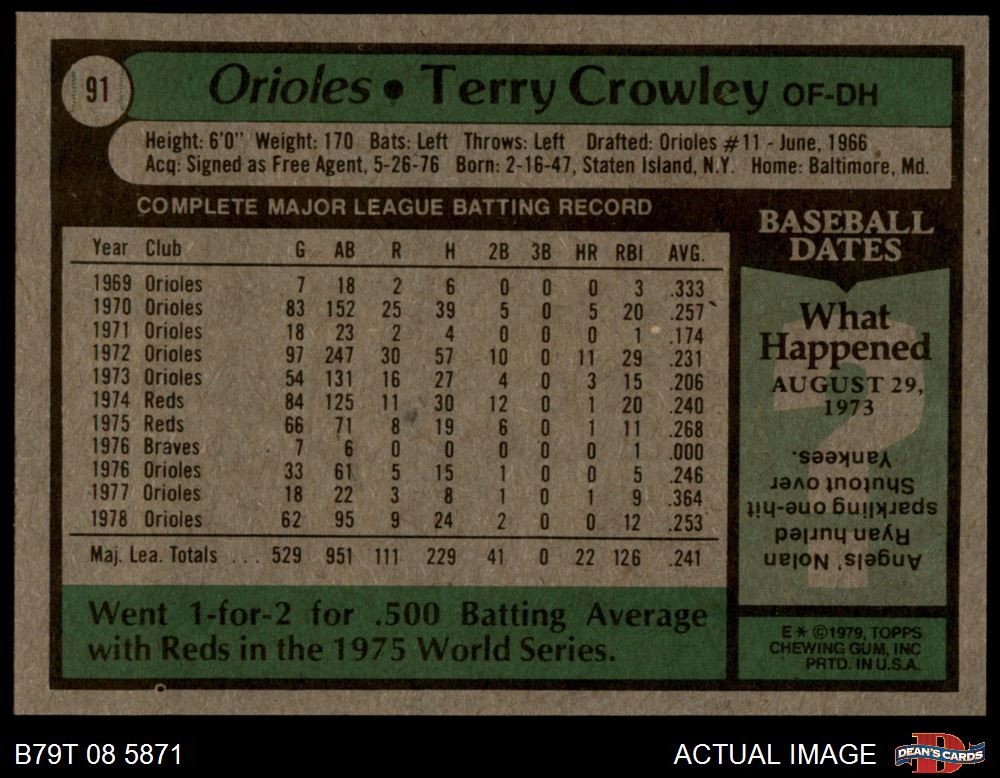 91
Orioles • Terry Crowley OF-DH
Height: 6'0" Weight: 170 Bats: Left Throws: Left Drafted: Orioles #11 - June, 1966
Acq: Signed as Free Agent, 5-26-76 Born: 2-16-47, Staten Island, N.Y. Home: Baltimore, Md.
COMPLETE MAJOR LEAGUE BATTING RECORD
Year Club G AB R H 2B 3B HR RBI AVG.
1969 Orioles 7 18 2 6 0 0 0 3 .333
1970 Orioles 83 152 25 39 5 0 5 20 .257
1971 Orioles 18 23 2 4 0 0 0 1 .174
1972 Orioles 97 247 30 57 10 0 11 29 .231
1973 Orioles 54 131 16 27 4 0 3 15 .206
1974 Reds 84 125 11 30 12 0 1 20 .240
1975 Reds 66 71 8 19 6 0 1 11 .268
1976 Braves 7 6 0 0 0 0 0 1 .000
1976 Orioles 33 61 5 15 1 0 0 5 .246
1977 Orioles 18 22 3 8 1 0 1 9 .364
1978 Orioles 62 95 9 24 2 0 0 12 .253
Maj. Lea. Totals ... 529 951 111 229 41 0 22 126 .241
Went 1-for-2 for .500 Batting Average
with Reds in the 1975 World Series.
BASEBALL
DATES
What
Happened
AUGUST 29,
1973
Angels' Nolan
Ryan hurled
sparkling one-hit
Shutout over
Yankees.
E * ©1979, TOPPS
CHEWING GUM, INC
PRTD. IN U.S.A.
B79T 08 5871
ACTUAL IMAGE
DEAN'S CARDS